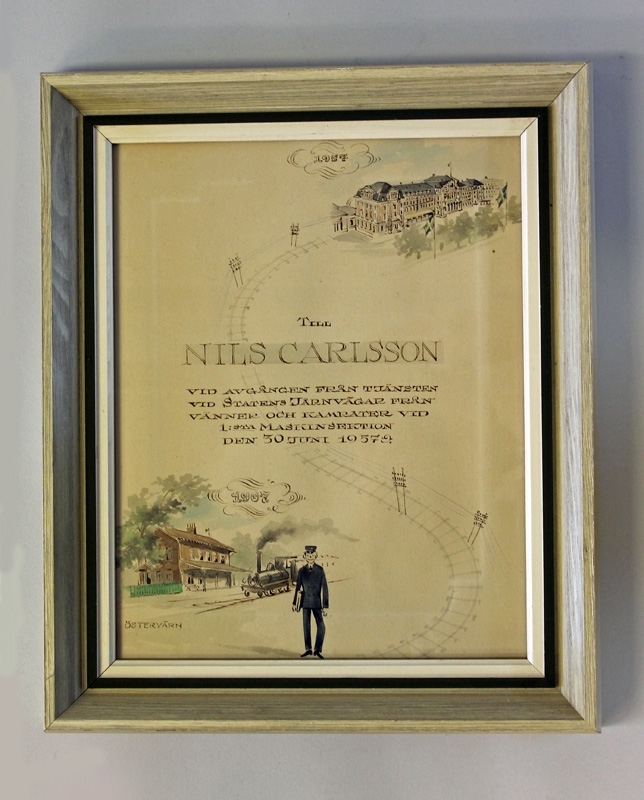 1957
TILL
NILS CARLSSON
VID AVGÅNGEN FRÅN TJÄNSTEN
VID STATENS JÄRNVÄGAR FRÅN
VÄNNER OCH KAMRATER VID
1:STA MASKINSEKTION
DEN 30 JUNI 1957
1907
ÖSTERVÄRN